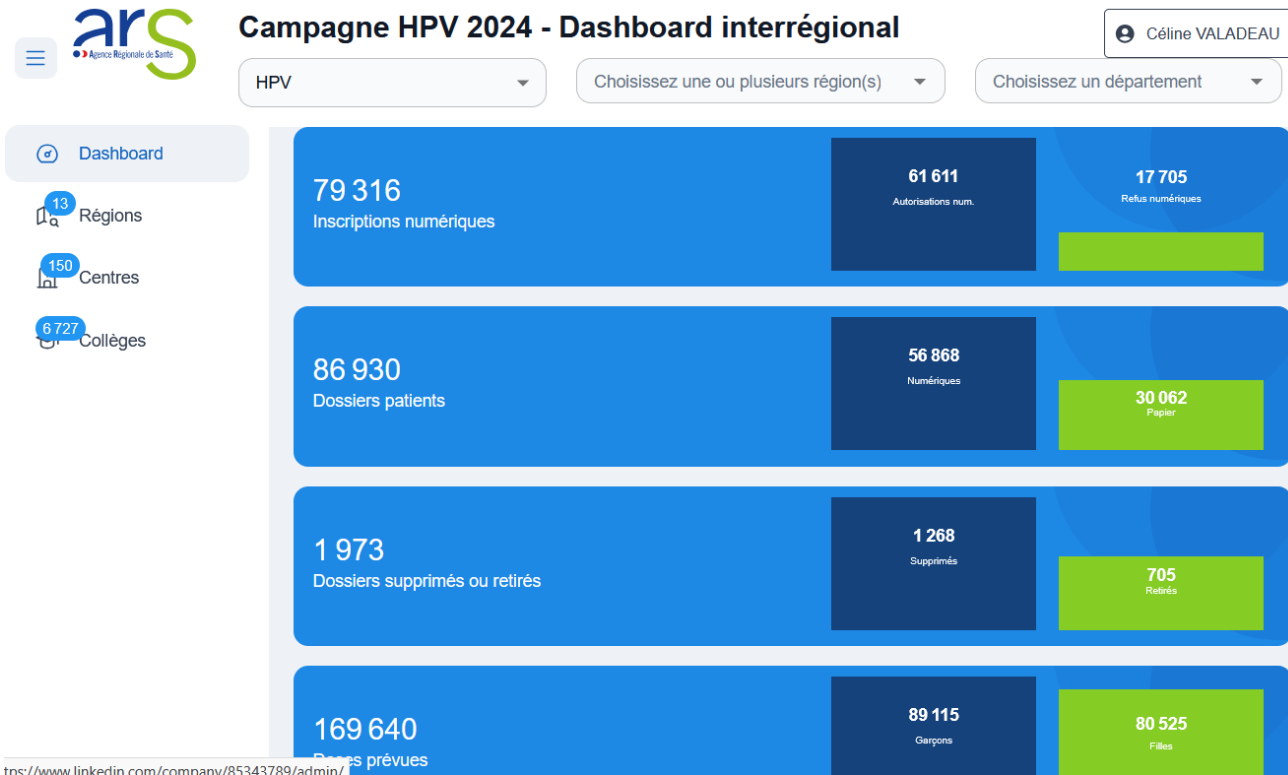 ars
Agence Régionale de Santé
Campagne HPV 2024 - Dashboard interrégional
Céline VALADEAU
HPV
Choisissez une ou plusieurs région(s)
Choisissez un département
Dashboard
13
Régions
150
Centres
6 727
Collèges
79 316
Inscriptions numériques
61 611
Autorisations num.
17 705
Refus numériques
86 930
Dossiers patients
56 868
Numériques
30 062
Papier
1 973
Dossiers supprimés ou retirés
1 268
Supprimés
705
Retirés
169 640
Doses prévues
89 115
Garçons
80 525
Filles
tps://www.linkedin.com/company/85343789/admin/